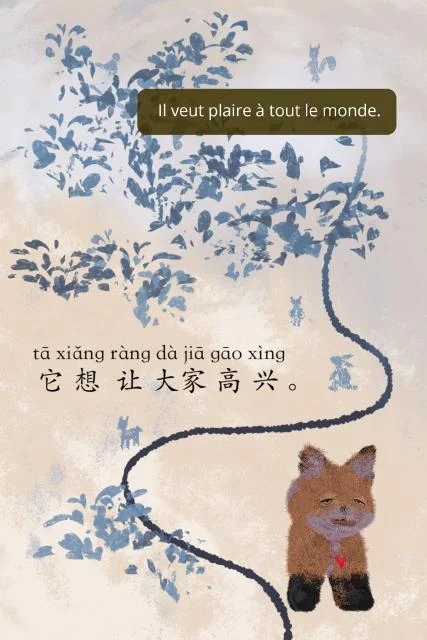 Il veut plaire à tout le monde.
tā xiǎng ràng dà jiā gāo xìng
它想让大家高兴。